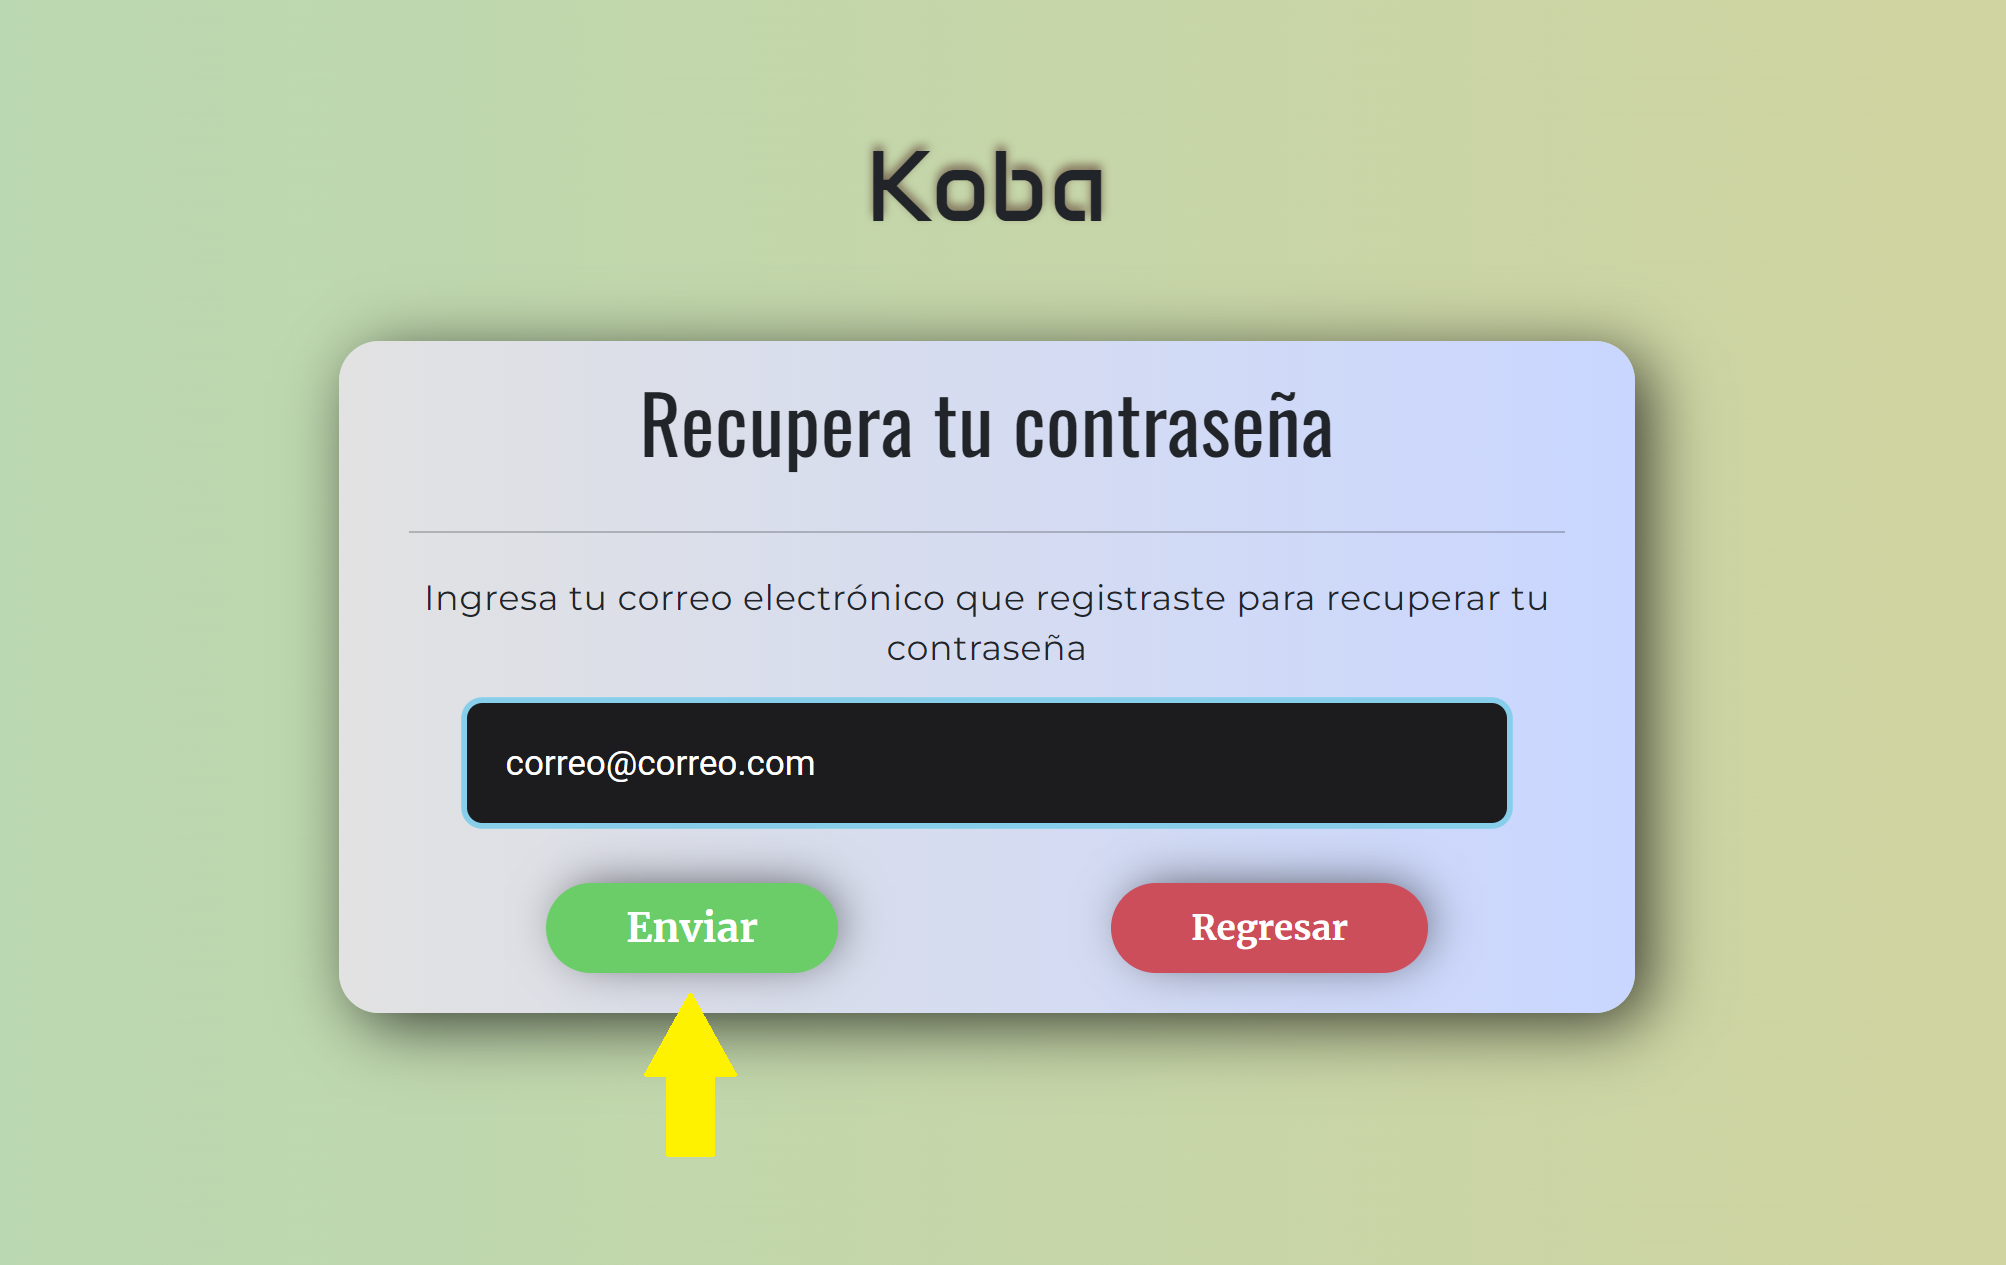 Koba
Recupera tu contraseña
Ingresa tu correo electrónico que registraste para recuperar tu
contraseña
correo@correo.com
Enviar
Regresar